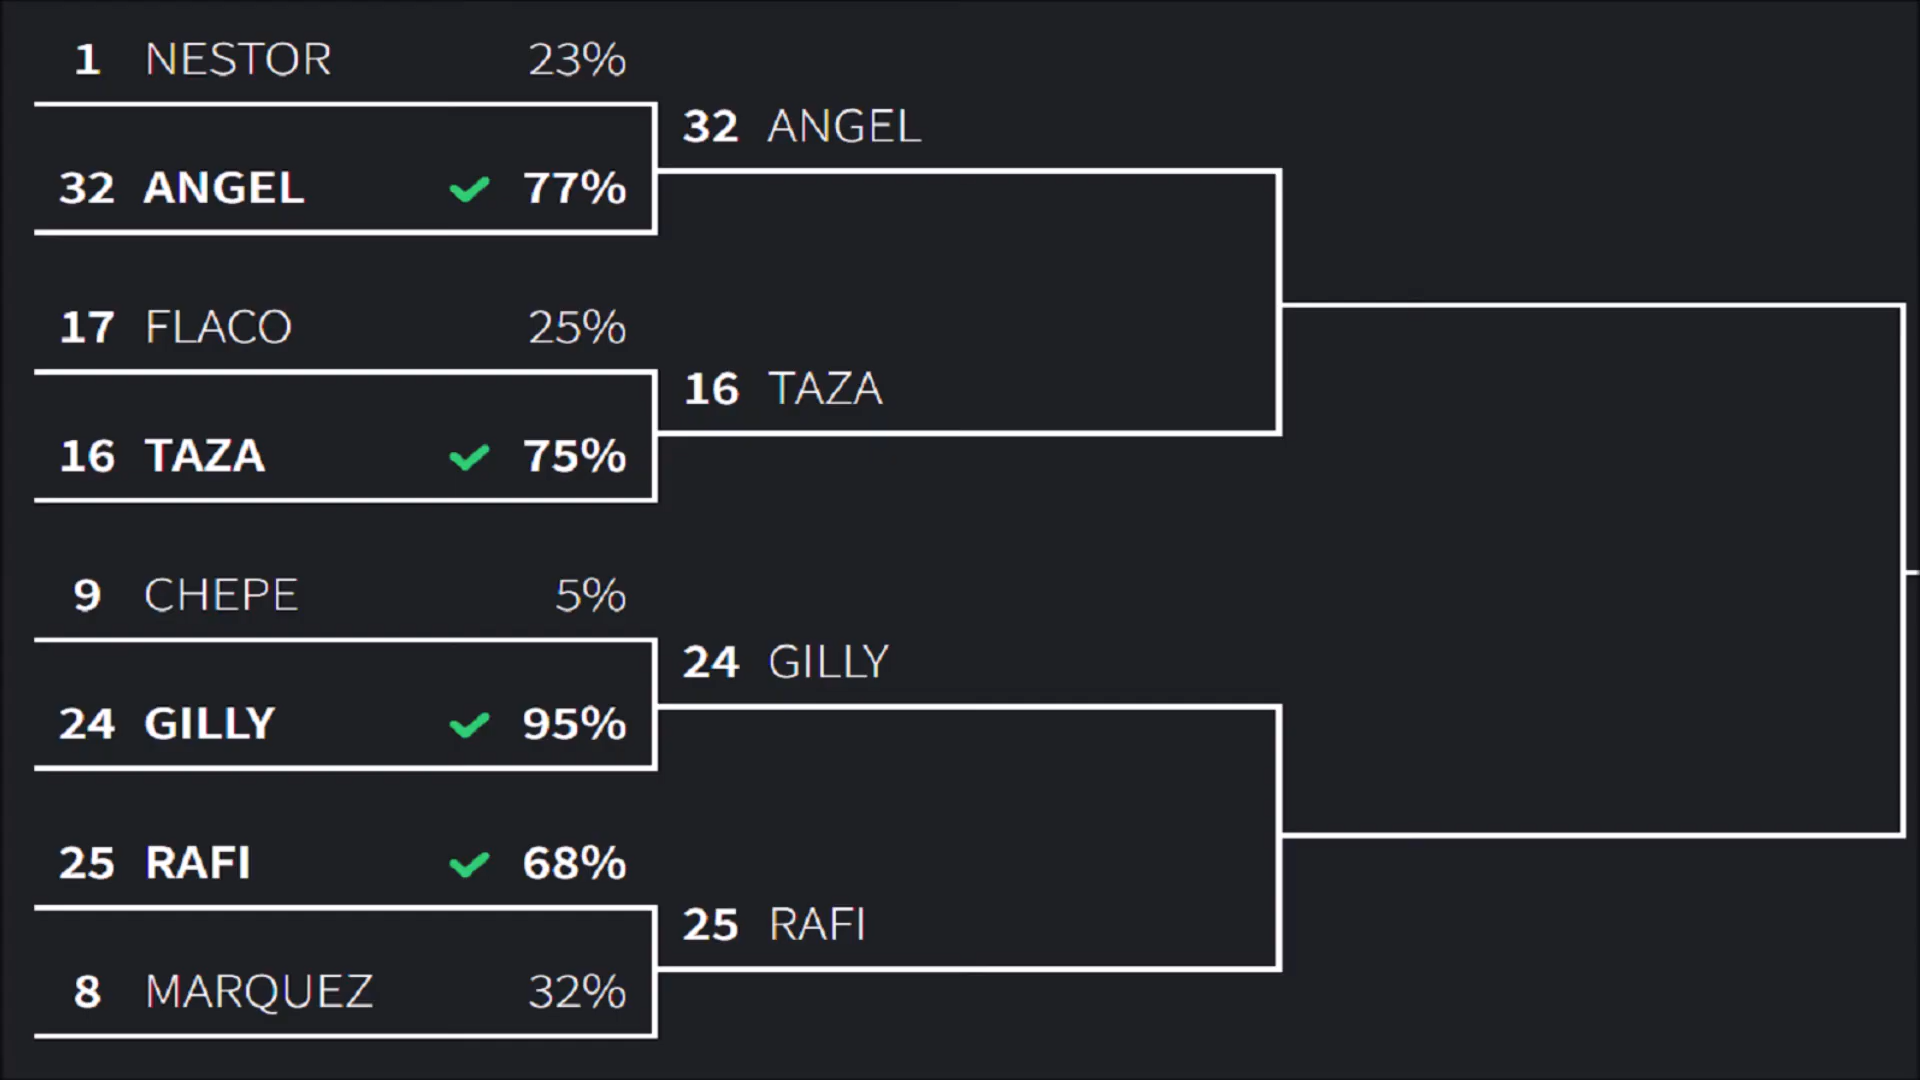 1 NESTOR 23%
32 ANGEL 77%
17 FLACO 25%
16 TAZA 75%
9 CHEPE 5%
24 GILLY 95%
25 RAFI 68%
8 MARQUEZ 32%
32 ANGEL
16 TAZA
24 GILLY
25 RAFI